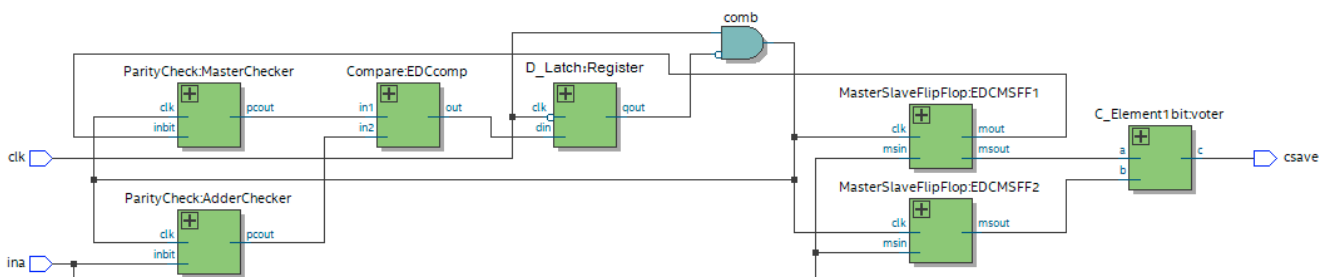 comb
ParityCheck:MasterChecker
clk
inbit
pcout
Compare:EDCcomp
in1
in2
out
D_Latch:Register
clk
din
qout
MasterSlaveFlipFlop:EDCMSFF1
clk
msin
mout
msout
C_Element1bit:voter
a
b
c
csave
clk
ParityCheck:AdderChecker
clk
inbit
pcout
MasterSlaveFlipFlop:EDCMSFF2
clk
msin
msout
ina